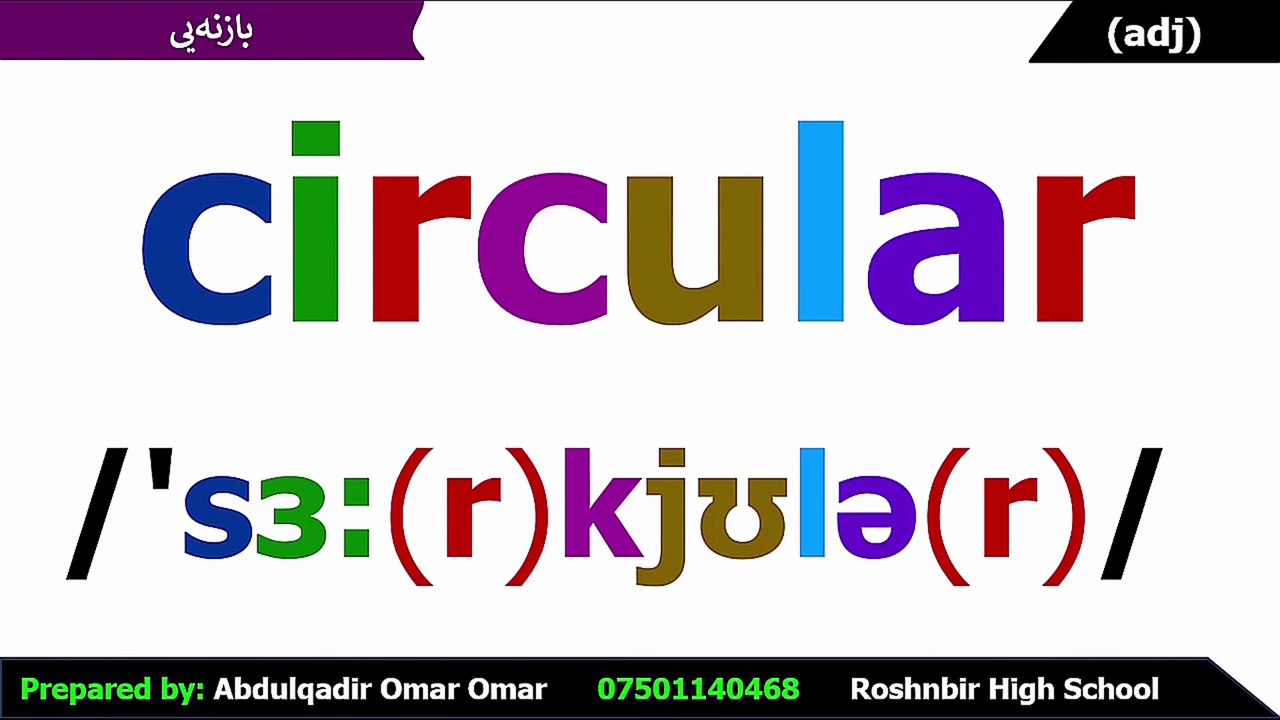 بازنەیی
(adj)
circular
/ˈsɜː(r)kjʊlə(r)/
Prepared by: Abdulqadir Omar Omar 07501140468 Roshnbir High School